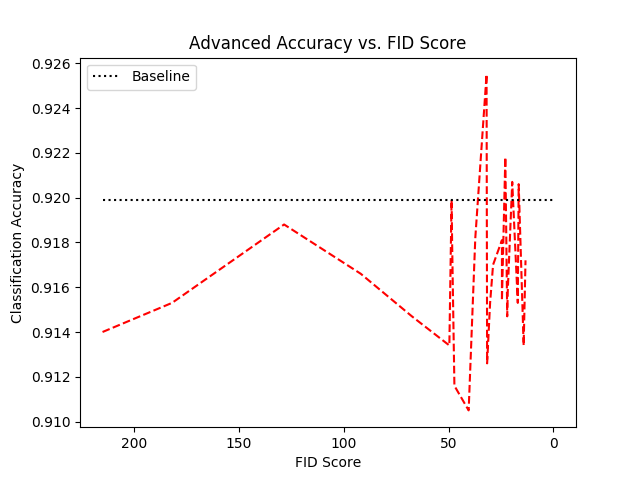 Advanced Accuracy vs. FID Score
Baseline
Classification Accuracy
0.926
0.924
0.922
0.920
0.918
0.916
0.914
0.912
0.910
200 150 100 50 0
FID Score